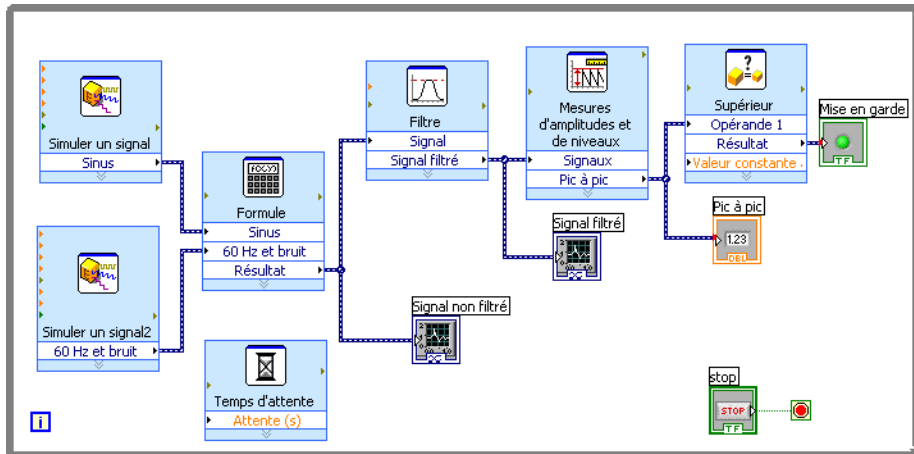 Simuler un signal
Sinus
Simuler un signal2
60 Hz et bruit
F(X,Y)
Formule
Sinus
60 Hz et bruit
Résultat
Temps d'attente
Attente (s)
Filtre
Signal
Signal filtré
Signal non filtré
Mesures
d'amplitudes et
de niveaux
Signaux
Pic à pic
Signal filtré
?
Supérieur
Opérande 1
Résultat
Valeur constante
Mise en garde
TF
Pic à pic
1.23
DBL
stop
STOP
TF
i